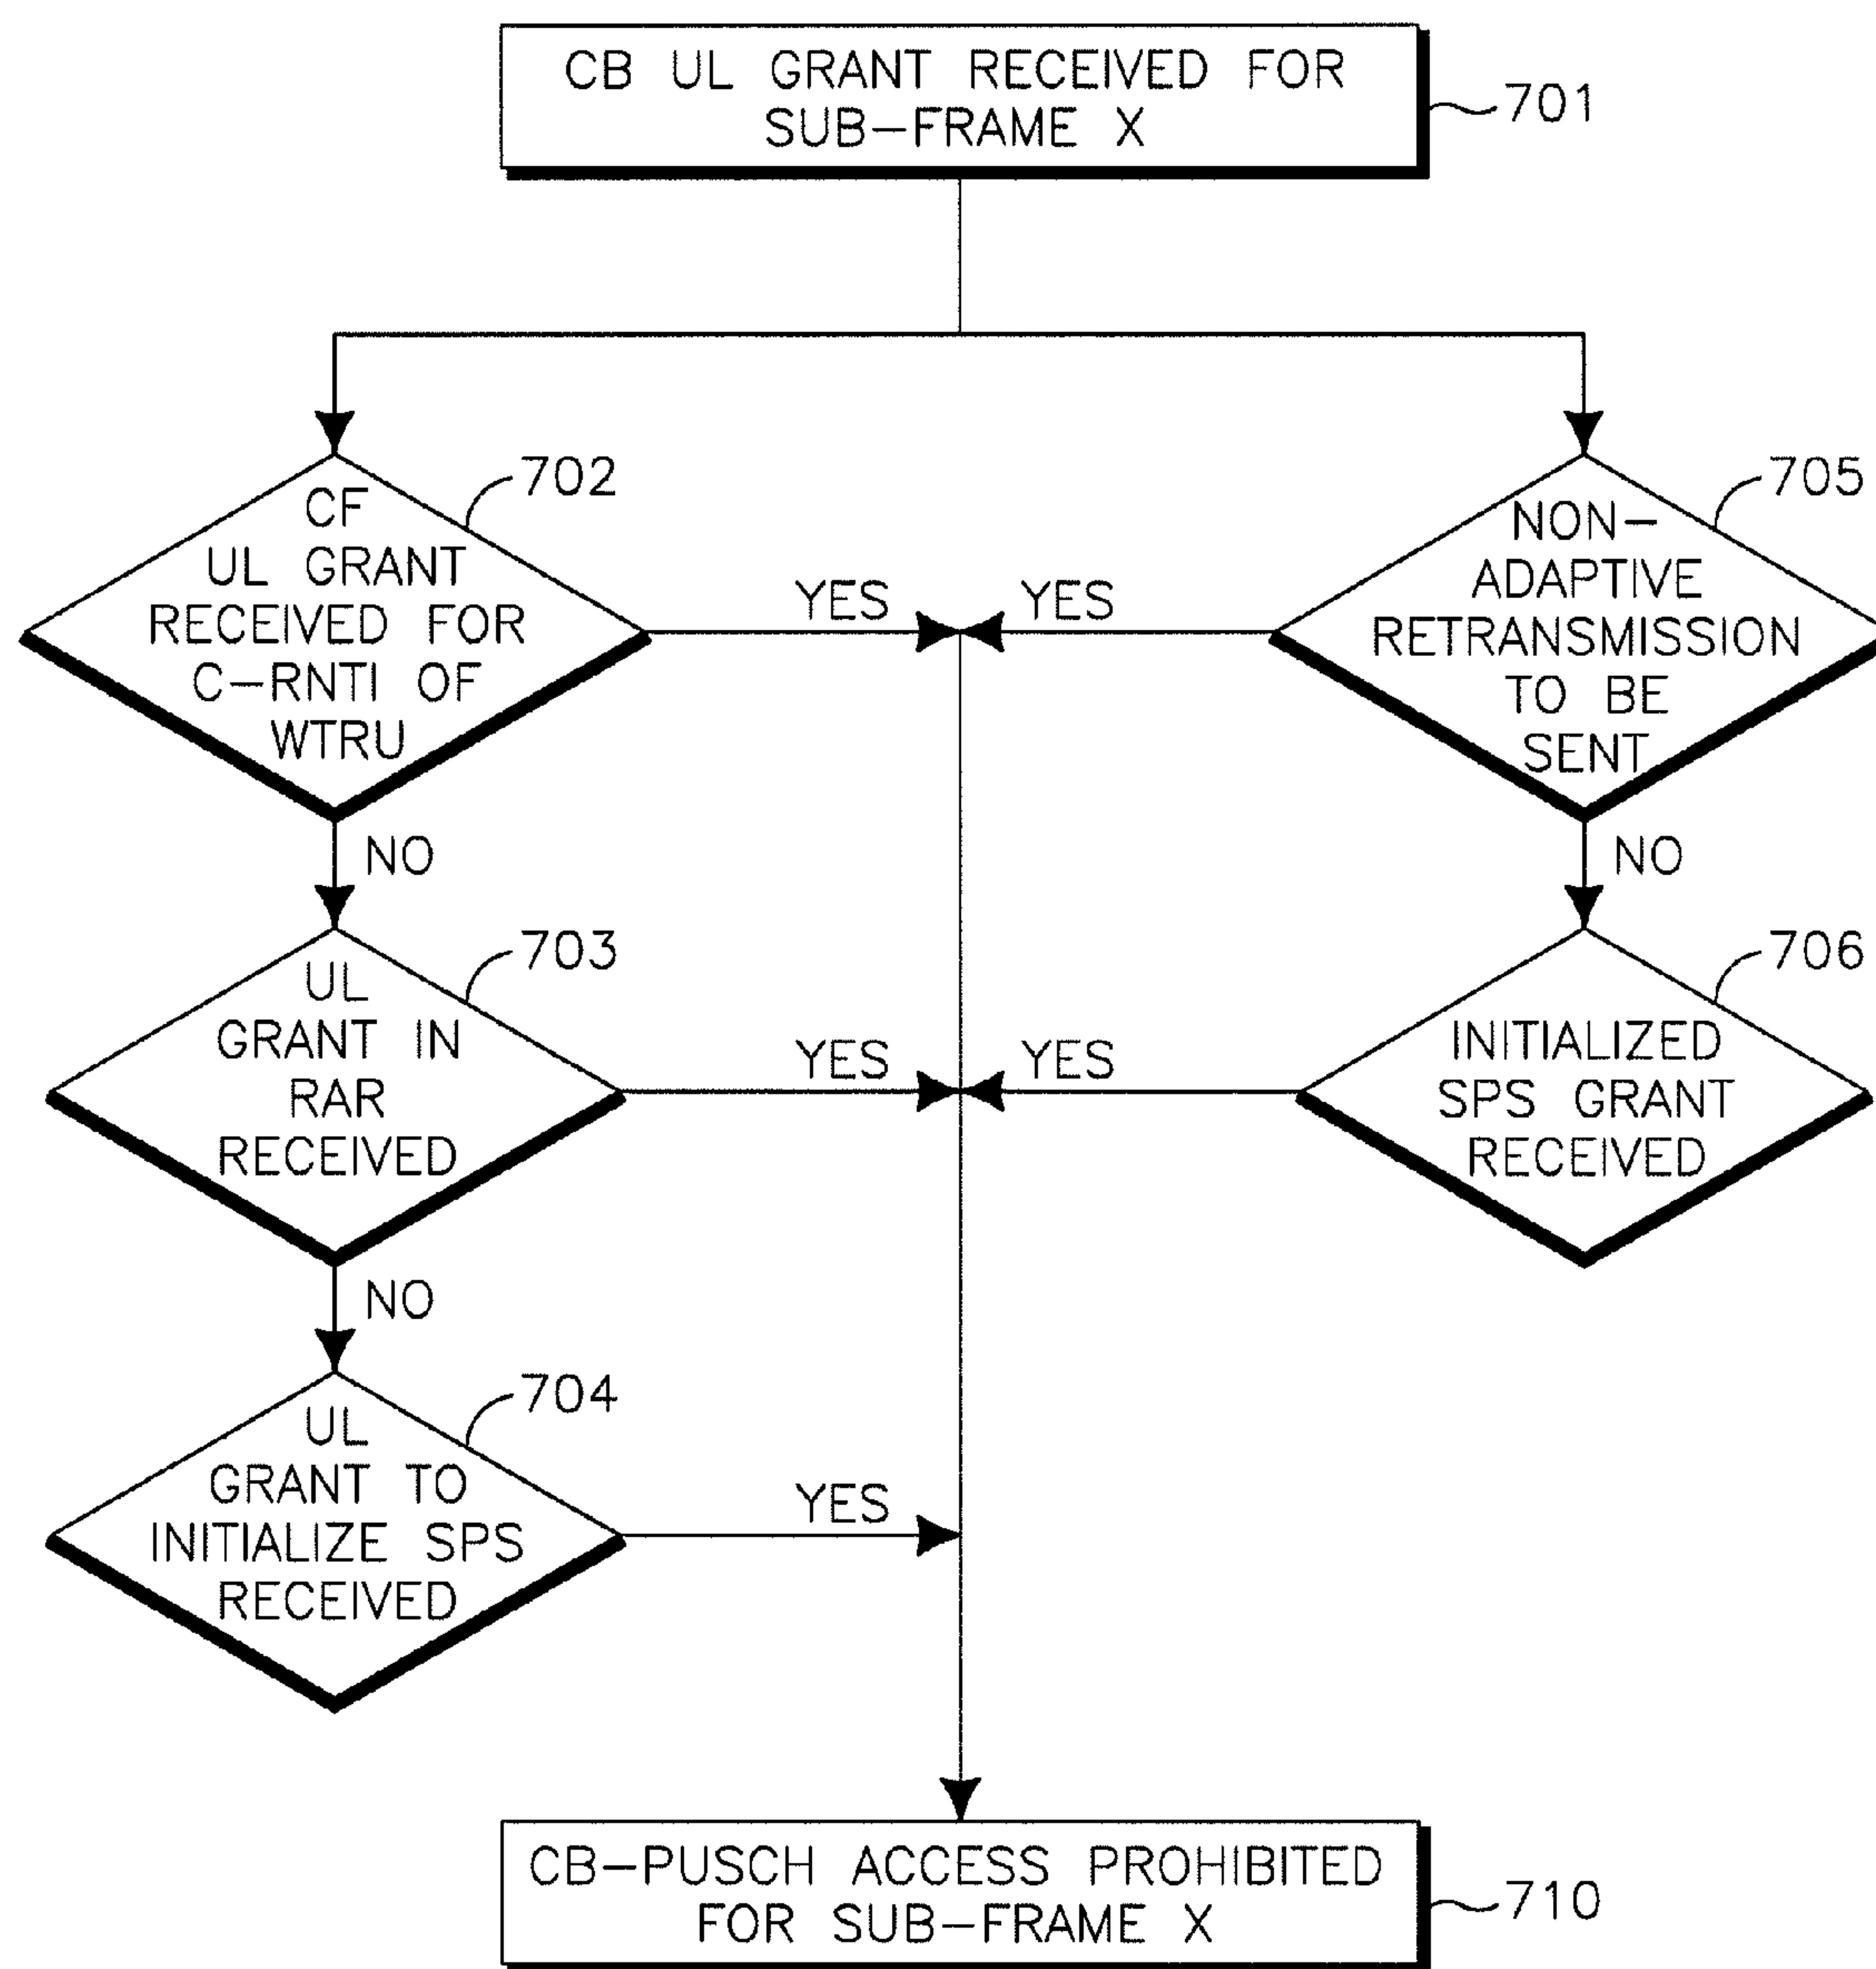 CB UL GRANT RECEIVED FOR
SUB-FRAME X
701
CF
UL GRANT
RECEIVED FOR
C-RNTI OF
WTRU
702
YES
NO
NON-
ADAPTIVE
RETRANSMISSION
TO BE
SENT
705
YES
NO
UL
GRANT IN
RAR
RECEIVED
703
YES
NO
INITIALIZED
SPS GRANT
RECEIVED
706
YES
UL
GRANT TO
INITIALIZE SPS
RECEIVED
704
YES
CB-PUSCH ACCESS PROHIBITED
FOR SUB-FRAME X
710